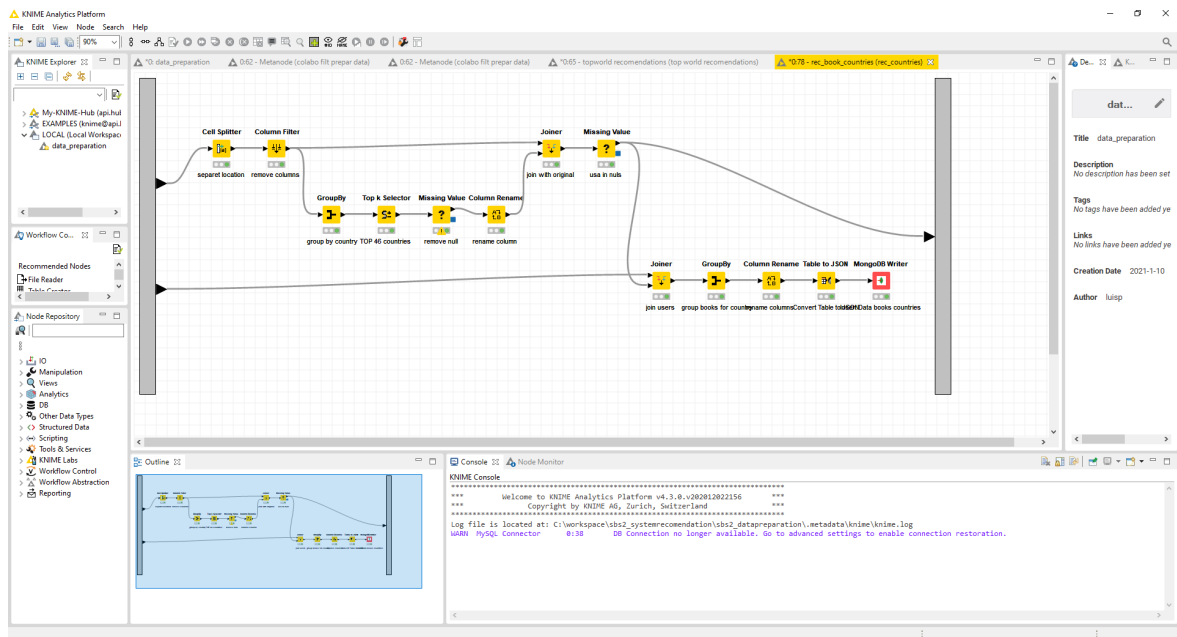 KNIME Analytics Platform
File Edit View Node Search Help
90%
KNIME Explorer
My-KNIME-Hub (api.hul
EXAMPLES (knime@api.l
LOCAL (Local Workspac
data_preparation
Workflow Co...
Recommended Nodes
File Reader
Table Creator
Node Repository
IO
Manipulation
Views
Analytics
DB
Other Data Types
Structured Data
Scripting
Tools & Services
KNIME Labs
Workflow Control
Workflow Abstraction
Reporting
*0: data_preparation
0:62 - Metanode (colabo filt prepar data)
0:62 - Metanode (colabo filt prepar data)
*0:65 - topworld recomendations (top world recomendations)
*0:78 - rec_book_countries (rec_countries)
Cell Splitter
separet location
Column Filter
remove columns
Joiner
join with original
Missing Value
usa in nuls
GroupBy
group by country
Top k Selector
TOP 46 countries
Missing Value
remove null
Column Rename
rename column
Joiner
join users
GroupBy
group books for country
Column Rename
rename columns
Table to JSON
Convert Table to JSON
MongoDB Writer
Data books countries
De...
K...
dat...
Title data_preparation
Description
No description has been set
Tags
No tags have been added ye
Links
No links have been added ye
Creation Date 2021-1-10
Author luisp
Outline
Console
Node Monitor
KNIME Console
*** Welcome to KNIME Analytics Platform v4.3.0.v202012022156 ***
*** Copyright by KNIME AG, Zurich, Switzerland ***
Log file is located at: C:\workspace\sbs2_systemrecomendation\sbs2_datapreparation\.metadata\knime\knime.log
WARN MySQL Connector 0:38 DB Connection no longer available. Go to advanced settings to enable connection restoration.